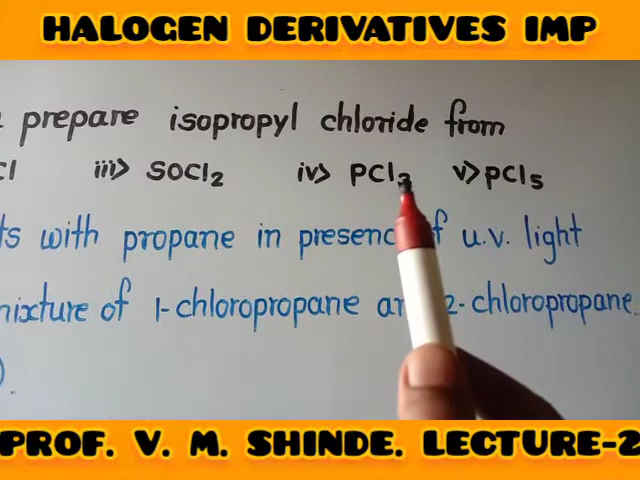 HALOGEN DERIVATIVES IMP
prepare isopropyl chloride from
iii> SOCl2 iv> PCl3 v> PCl5
with propane in presence of u.v. light
mixture of 1-chloropropane 2-chloropropane.
PROF. V. M. SHINDE. LECTURE-2